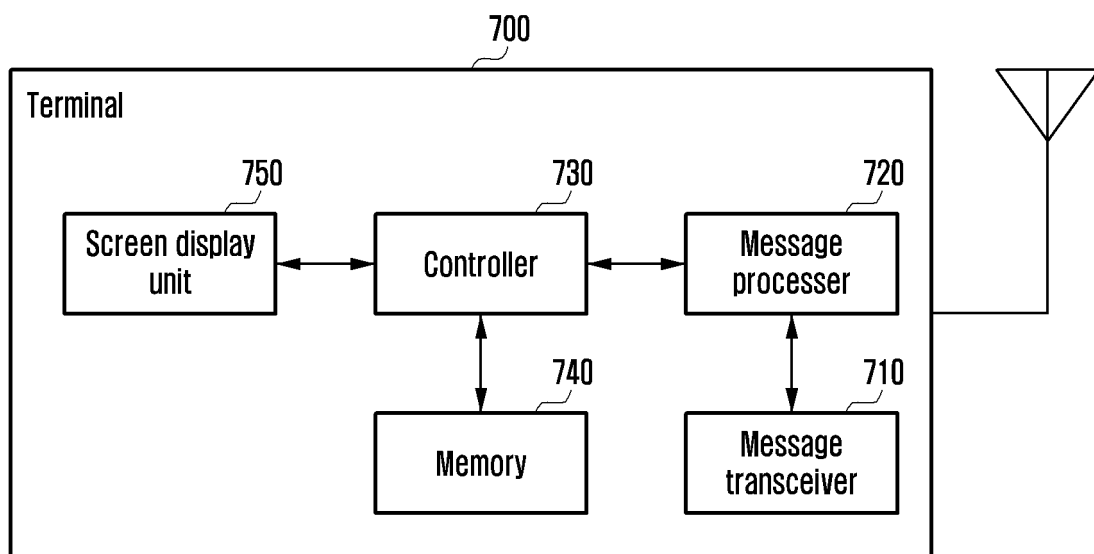 700
Terminal
750
730
720
Screen display
unit
Controller
Message
processer
740
710
Memory
Message
transceiver